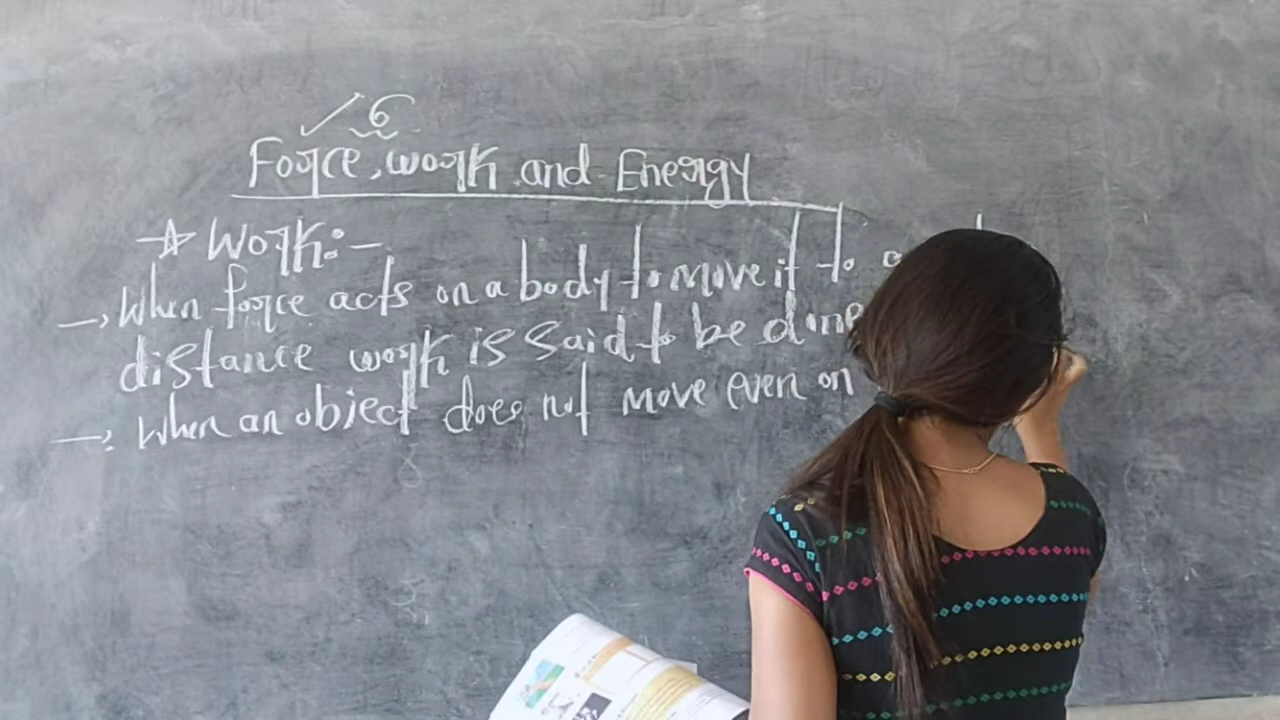 6
Force, work and Energy
Work:-
→ When force acts on a body to move it to
distance work is said to be done
→ When an object does not move even on